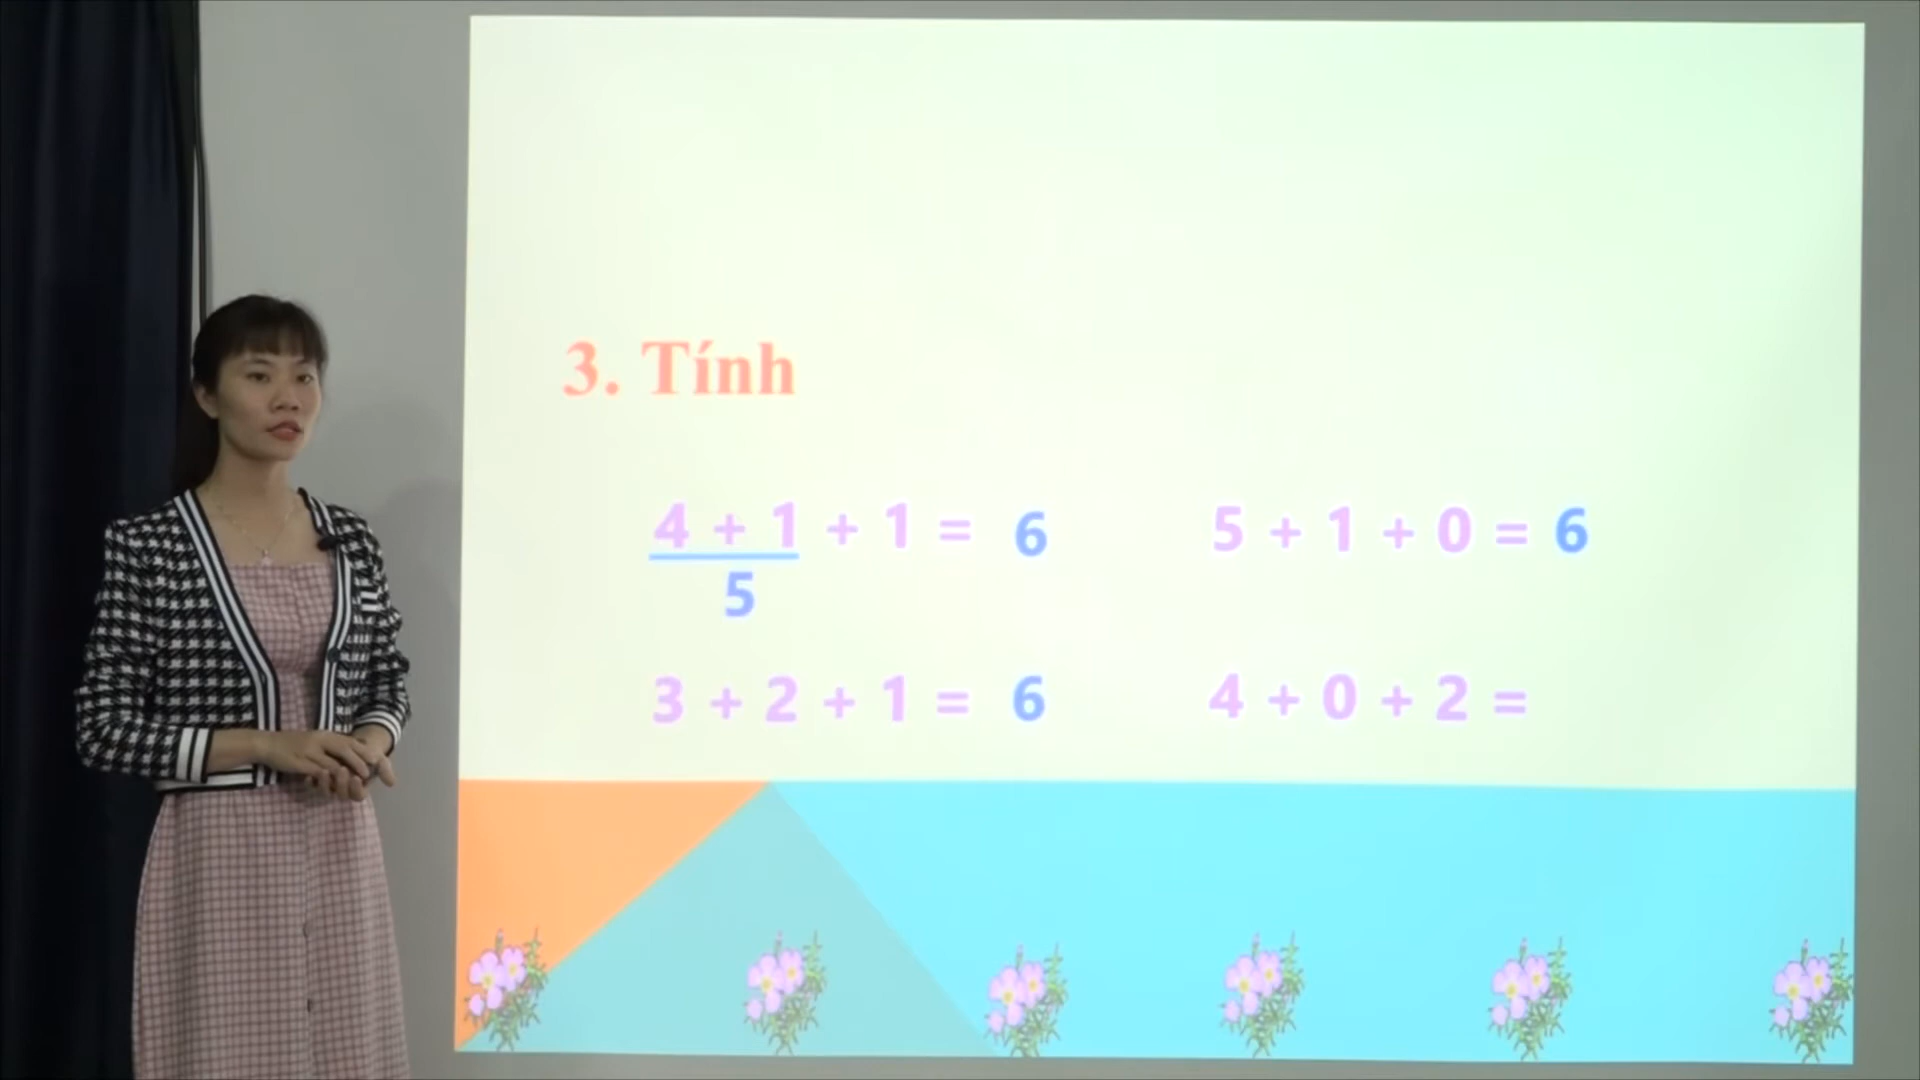 3. Tính
4 + 1 + 1 = 6
5
5 + 1 + 0 = 6
3 + 2 + 1 = 6
4 + 0 + 2 =